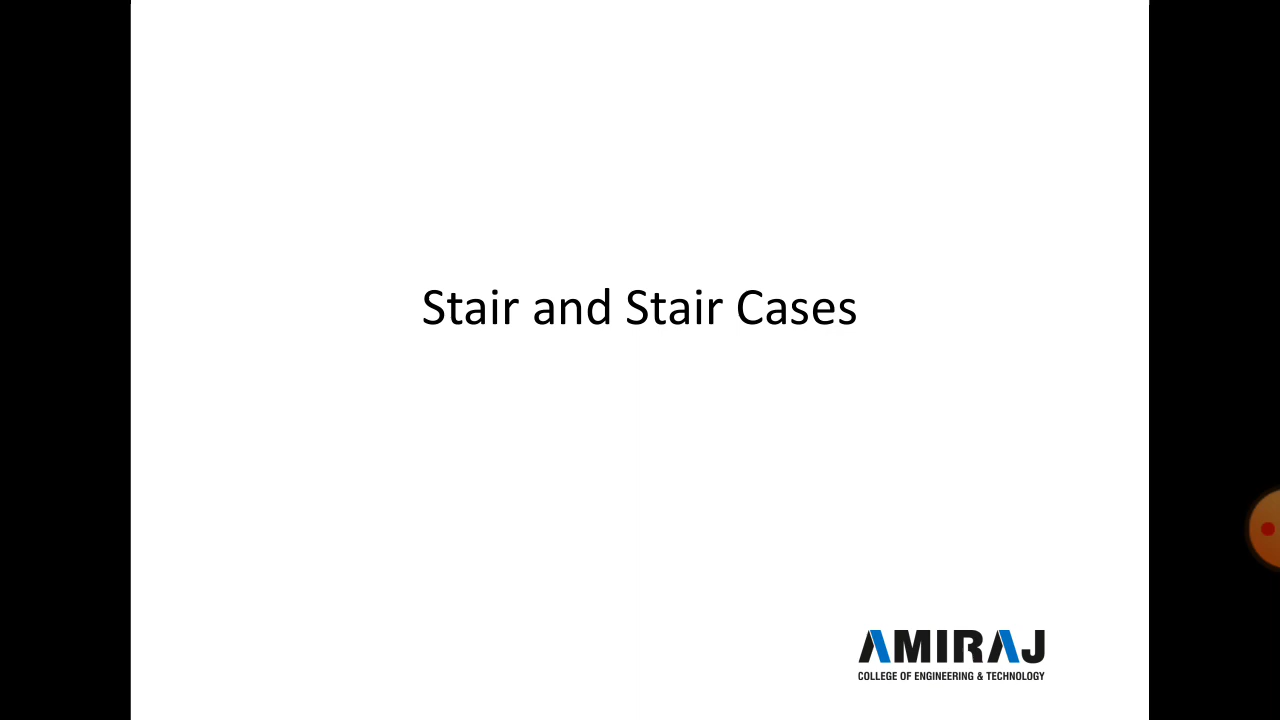 Stair and Stair Cases
AMIRAJ
COLLEGE OF ENGINEERING & TECHNOLOGY